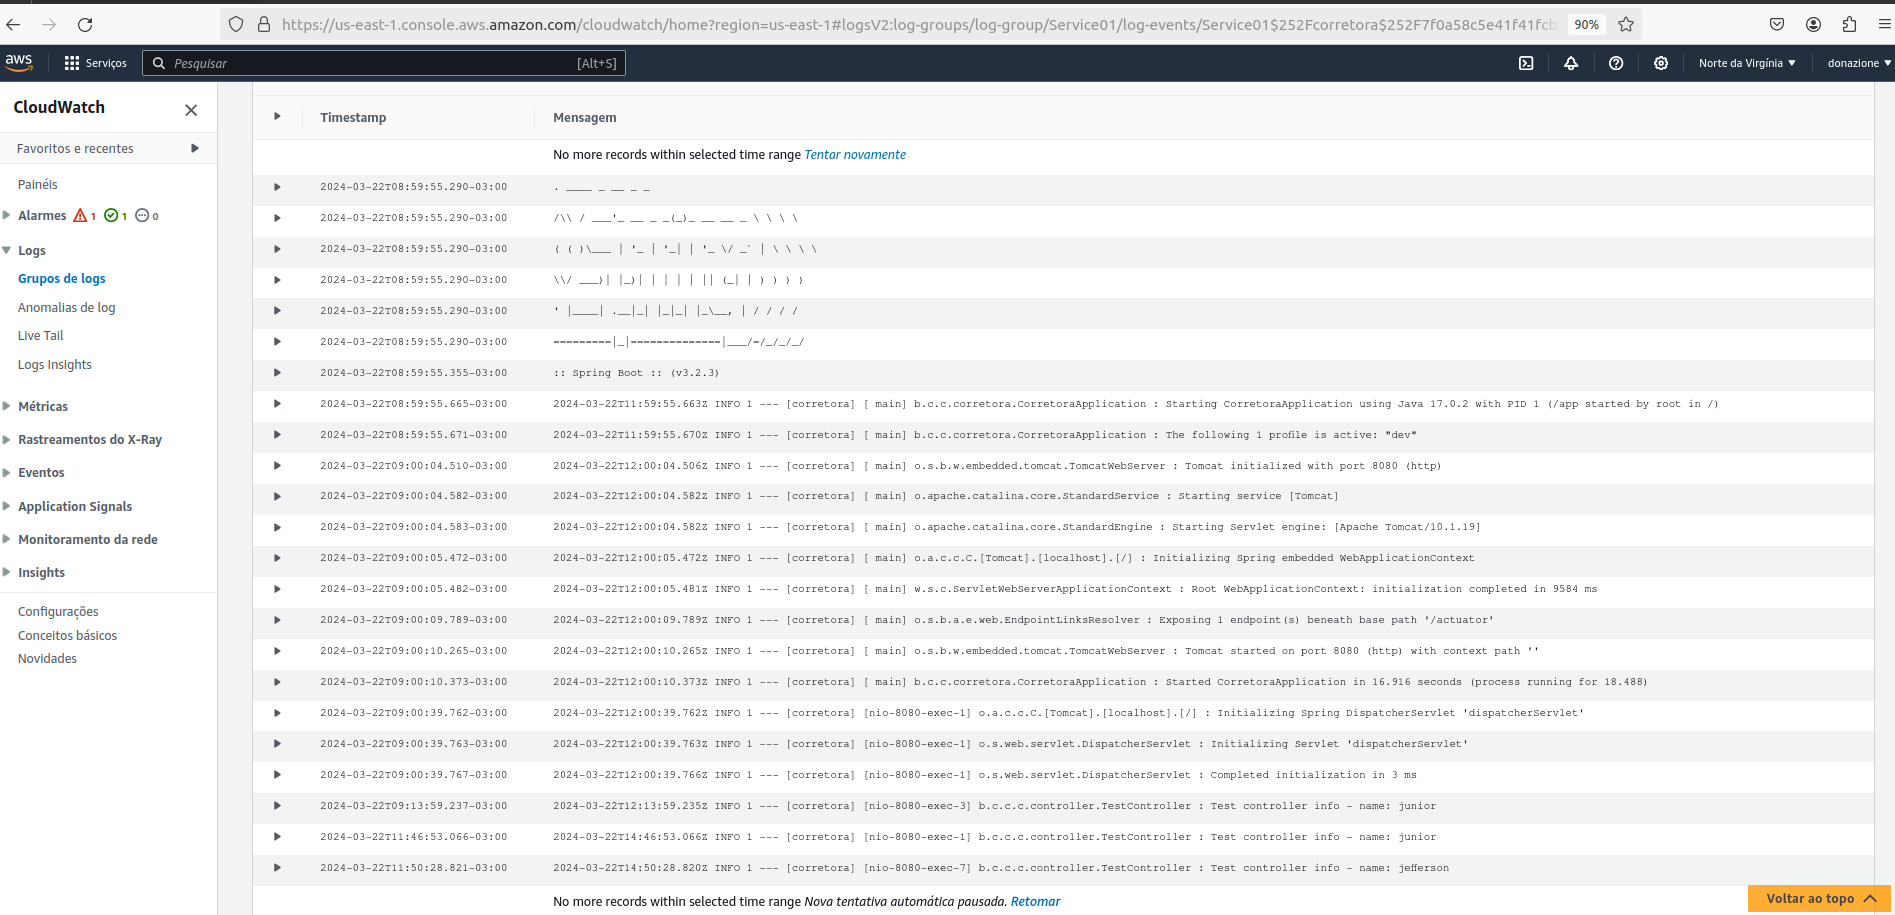 https://us-east-1.console.aws.amazon.com/cloudwatch/home?region=us-east-1#logsV2:log-groups/log-group/Service01/log-events/Service01$252Fcorretora$252F7f0a58c5e41f41fcb 90%
aws Serviços Pesquisar [Alt+S] Norte da Virgínia donazione
CloudWatch
Favoritos e recentes
Painéis
Alarmes 1 1 0
Logs
Grupos de logs
Anomalias de log
Live Tail
Logs Insights
Métricas
Rastreamentos do X-Ray
Eventos
Application Signals
Monitoramento da rede
Insights
Configurações
Conceitos básicos
Novidades
Timestamp Mensagem
No more records within selected time range Tentar novamente
2024-03-22T08:59:55.290-03:00 . ____ _ __ _ _
2024-03-22T08:59:55.290-03:00 /\\ / ___'_ __ _ _(_)_ __ __ _ \ \ \ \
2024-03-22T08:59:55.290-03:00 ( ( )\___ | '_ | '_| | '_ \/ _` | \ \ \ \
2024-03-22T08:59:55.290-03:00 \\/ ___)| |_)| | | | | || (_| | ) ) ) )
2024-03-22T08:59:55.290-03:00 ' |____| .__|_| |_|_| |_\__, | / / / /
2024-03-22T08:59:55.290-03:00 =========|_|==============|___/=/_/_/_/
2024-03-22T08:59:55.355-03:00 :: Spring Boot :: (v3.2.3)
2024-03-22T08:59:55.665-03:00 2024-03-22T11:59:55.663Z INFO 1 --- [corretora] [ main] b.c.c.corretora.CorretoraApplication : Starting CorretoraApplication using Java 17.0.2 with PID 1 (/app started by root in /)
2024-03-22T08:59:55.671-03:00 2024-03-22T11:59:55.670Z INFO 1 --- [corretora] [ main] b.c.c.corretora.CorretoraApplication : The following 1 profile is active: "dev"
2024-03-22T09:00:04.510-03:00 2024-03-22T12:00:04.506Z INFO 1 --- [corretora] [ main] o.s.b.w.embedded.tomcat.TomcatWebServer : Tomcat initialized with port 8080 (http)
2024-03-22T09:00:04.582-03:00 2024-03-22T12:00:04.582Z INFO 1 --- [corretora] [ main] o.apache.catalina.core.StandardService : Starting service [Tomcat]
2024-03-22T09:00:04.583-03:00 2024-03-22T12:00:04.582Z INFO 1 --- [corretora] [ main] o.apache.catalina.core.StandardEngine : Starting Servlet engine: [Apache Tomcat/10.1.19]
2024-03-22T09:00:05.472-03:00 2024-03-22T12:00:05.472Z INFO 1 --- [corretora] [ main] o.a.c.c.C.[Tomcat].[localhost].[/] : Initializing Spring embedded WebApplicationContext
2024-03-22T09:00:05.482-03:00 2024-03-22T12:00:05.481Z INFO 1 --- [corretora] [ main] w.s.c.ServletWebServerApplicationContext : Root WebApplicationContext: initialization completed in 9584 ms
2024-03-22T09:00:09.789-03:00 2024-03-22T12:00:09.789Z INFO 1 --- [corretora] [ main] o.s.b.a.e.web.EndpointLinksResolver : Exposing 1 endpoint(s) beneath base path '/actuator'
2024-03-22T09:00:10.265-03:00 2024-03-22T12:00:10.265Z INFO 1 --- [corretora] [ main] o.s.b.w.embedded.tomcat.TomcatWebServer : Tomcat started on port 8080 (http) with context path ''
2024-03-22T09:00:10.373-03:00 2024-03-22T12:00:10.373Z INFO 1 --- [corretora] [ main] b.c.c.corretora.CorretoraApplication : Started CorretoraApplication in 16.916 seconds (process running for 18.488)
2024-03-22T09:00:39.762-03:00 2024-03-22T12:00:39.762Z INFO 1 --- [corretora] [nio-8080-exec-1] o.a.c.c.C.[Tomcat].[localhost].[/] : Initializing Spring DispatcherServlet 'dispatcherServlet'
2024-03-22T09:00:39.763-03:00 2024-03-22T12:00:39.763Z INFO 1 --- [corretora] [nio-8080-exec-1] o.s.web.servlet.DispatcherServlet : Initializing Servlet 'dispatcherServlet'
2024-03-22T09:00:39.767-03:00 2024-03-22T12:00:39.766Z INFO 1 --- [corretora] [nio-8080-exec-1] o.s.web.servlet.DispatcherServlet : Completed initialization in 3 ms
2024-03-22T09:13:59.237-03:00 2024-03-22T12:13:59.235Z INFO 1 --- [corretora] [nio-8080-exec-3] b.c.c.c.controller.TestController : Test controller info - name: junior
2024-03-22T11:46:53.066-03:00 2024-03-22T14:46:53.066Z INFO 1 --- [corretora] [nio-8080-exec-1] b.c.c.c.controller.TestController : Test controller info - name: junior
2024-03-22T11:50:28.821-03:00 2024-03-22T14:50:28.820Z INFO 1 --- [corretora] [nio-8080-exec-7] b.c.c.c.controller.TestController : Test controller info - name: jefferson
No more records within selected time range Nova tentativa automática pausada. Retomar
Voltar ao topo